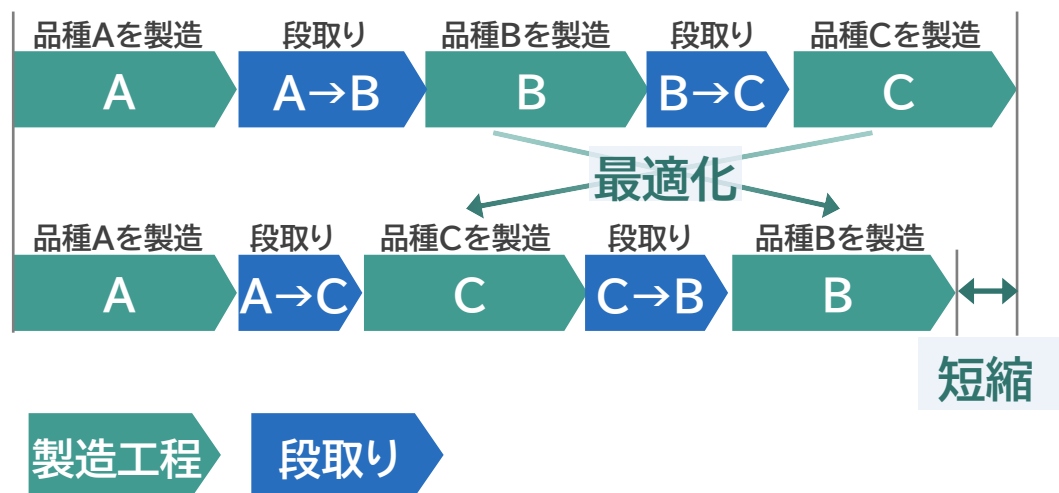 品種Aを製造
段取り
品種Bを製造
段取り
品種Cを製造
A
A→B
B
B→C
C
最適化
品種Aを製造
段取り
品種Cを製造
段取り
品種Bを製造
A
A→C
C
C→B
B
短縮
製造工程
段取り